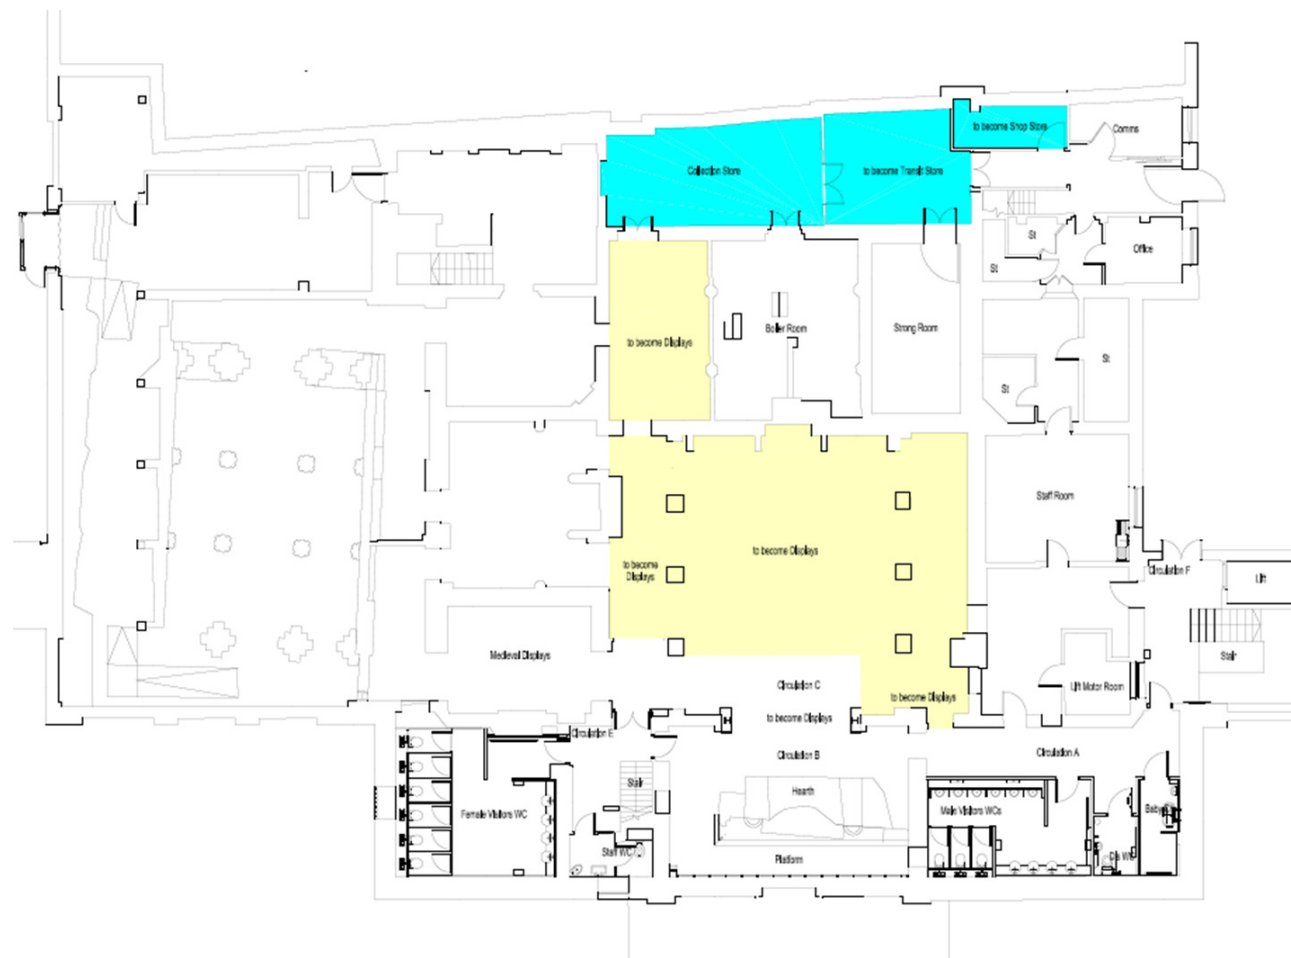 to become Shop Store
Comms
Collection Store
to become Transit Store
St
St
Office
to become Displays
Boiler Room
Strong Room
St
St
Staff Room
to become Displays
to become
Displays
Circulation F
Lift
Medieval Displays
Stair
Circulation C
Lift Motor Room
to become Displays
to become Displays
Circulation E
Circulation B
Circulation A
Stair
Hearth
Female Visitors WC
Male Visitors WCs
Baby
Staff WC
Platform
Dis WC